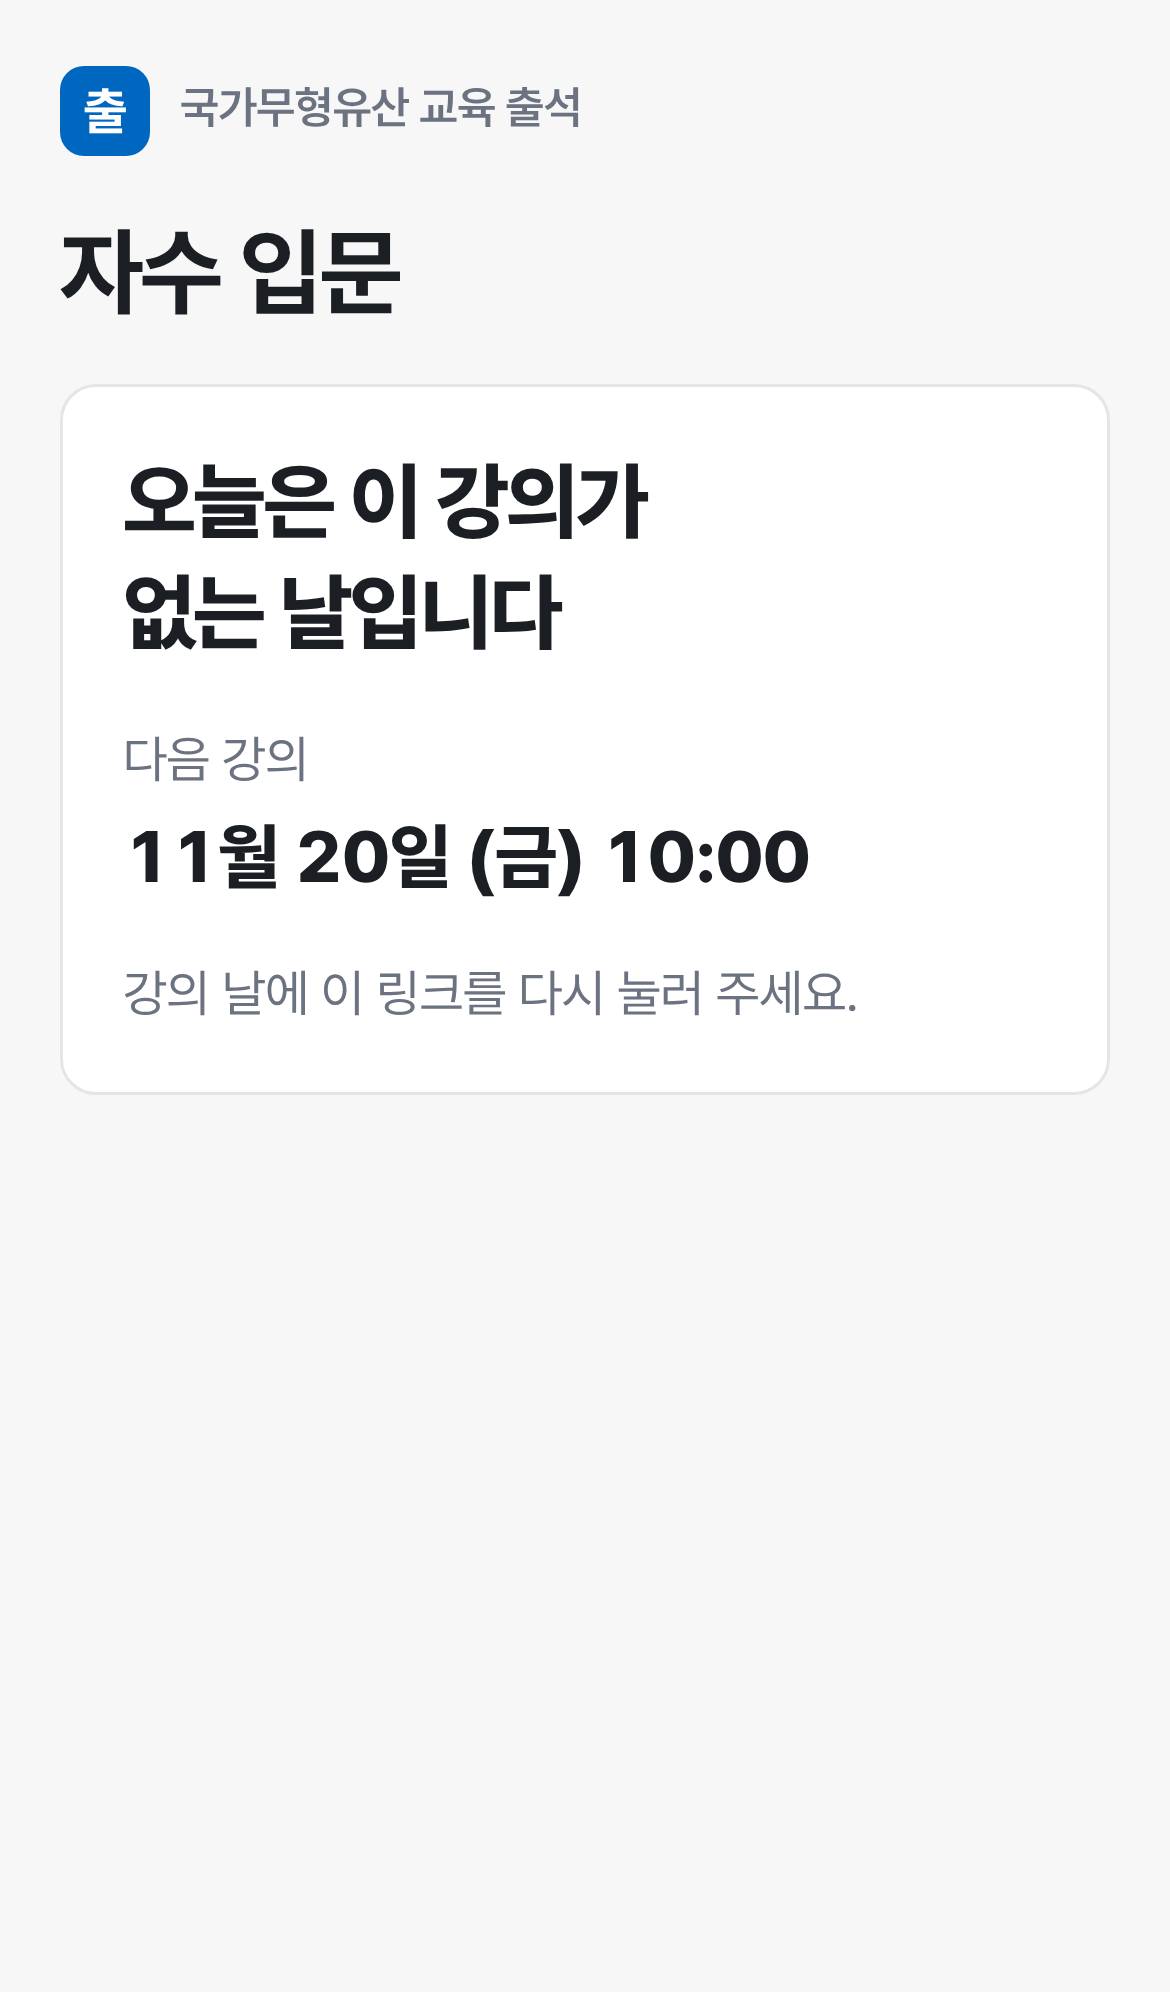 출
국가무형유산 교육 출석
자수 입문
오늘은 이 강의가
없는 날입니다
다음 강의
11월 20일 (금) 10:00
강의 날에 이 링크를 다시 눌러 주세요.